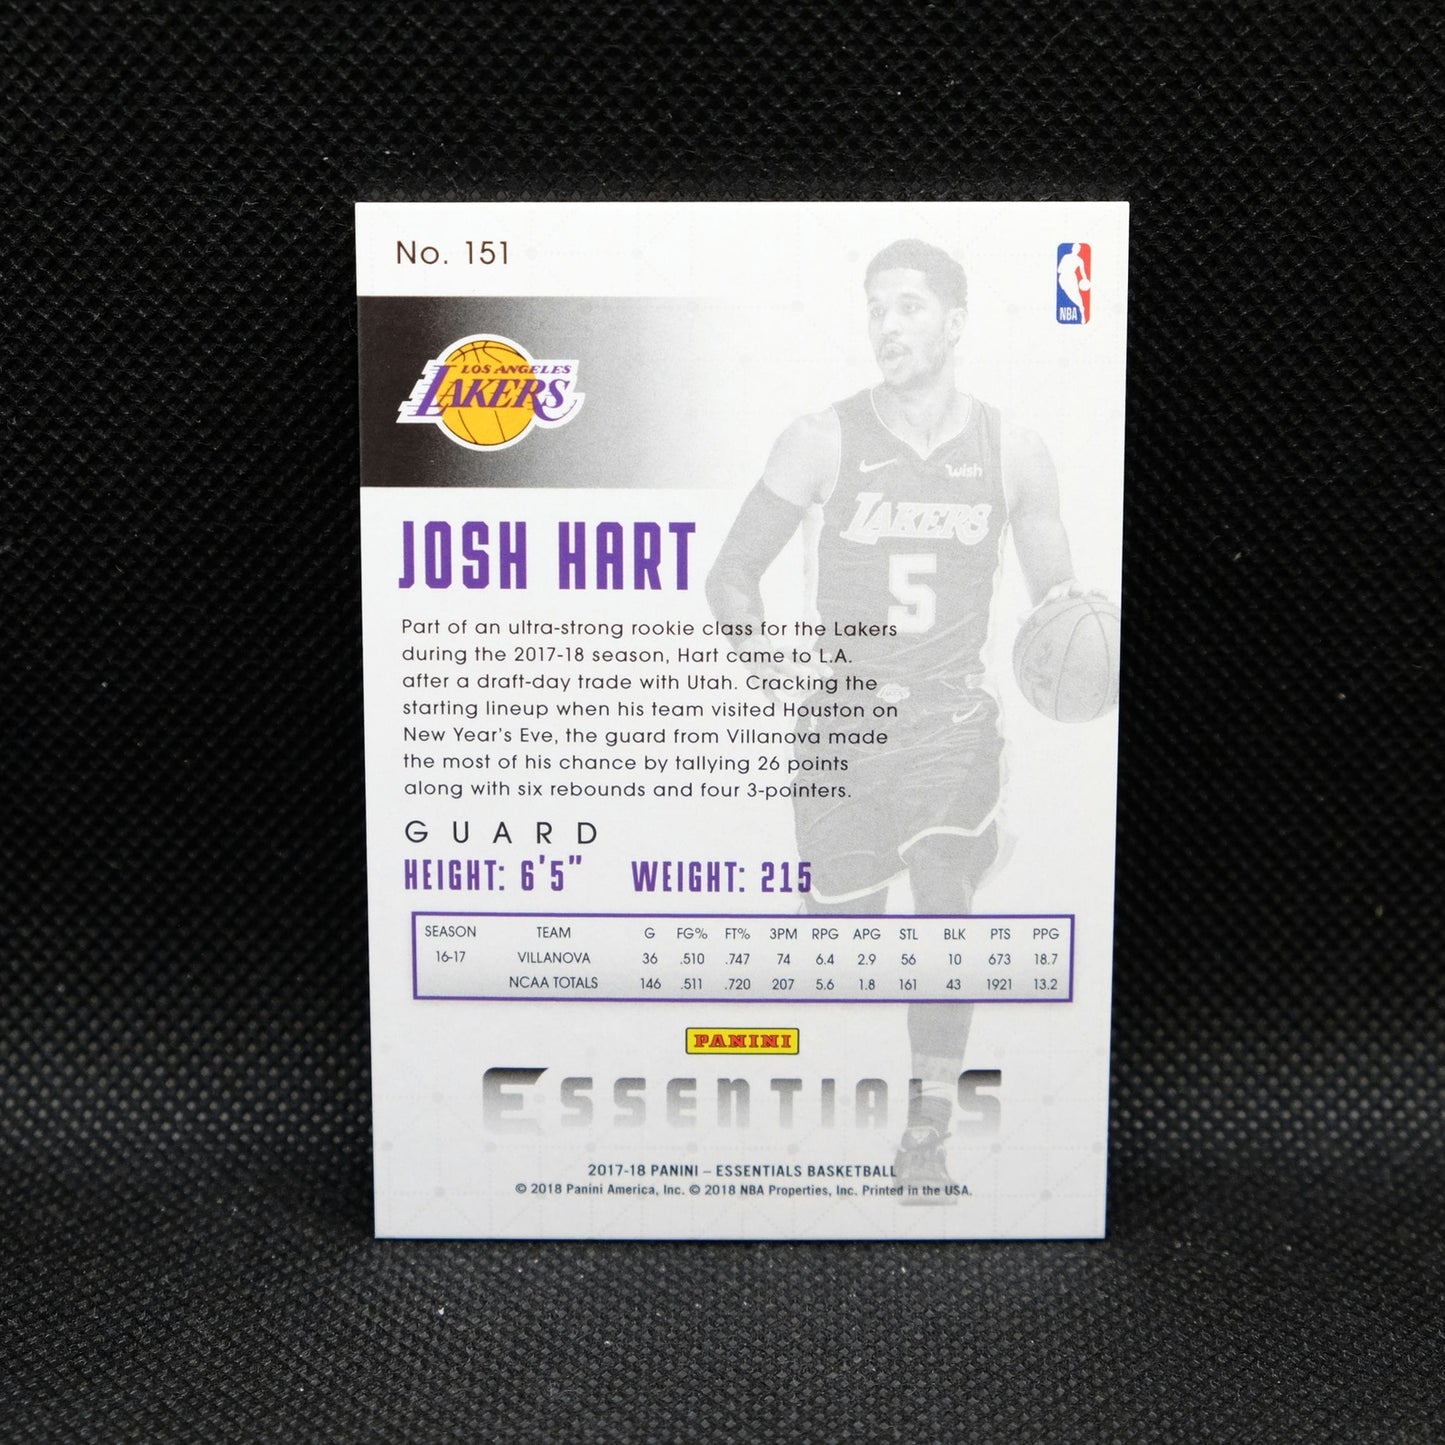 No. 151
NBA
LOS ANGELES
LAKERS
wish
LAKERS
5
JOSH HART
Part of an ultra-strong rookie class for the Lakers
during the 2017-18 season, Hart came to L.A.
after a draft-day trade with Utah. Cracking the
starting lineup when his team visited Houston on
New Year's Eve, the guard from Villanova made
the most of his chance by tallying 26 points
along with six rebounds and four 3-pointers.
GUARD
HEIGHT: 6'5" WEIGHT: 215
SEASON TEAM G FG% FT% 3PM RPG APG STL BLK PTS PPG
16-17 VILLANOVA 36 .510 .747 74 6.4 2.9 56 10 673 18.7
NCAA TOTALS 146 .511 .720 207 5.6 1.8 161 43 1921 13.2
PANINI
ESSENTIALS
2017-18 PANINI – ESSENTIALS BASKETBALL
© 2018 Panini America, Inc. © 2018 NBA Properties, Inc. Printed in the USA.